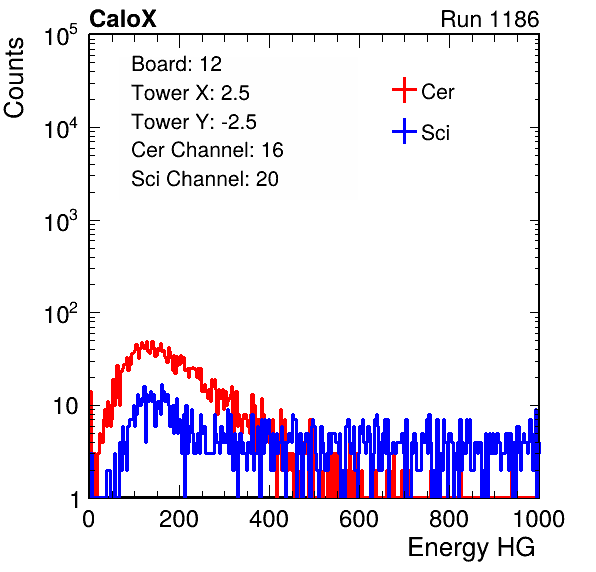 CaloX Run 1186
Counts
Board: 12
Tower X: 2.5
Tower Y: -2.5
Cer Channel: 16
Sci Channel: 20
Cer
Sci
10^5
10^4
10^3
10^2
10
1
0 200 400 600 800 1000
Energy HG